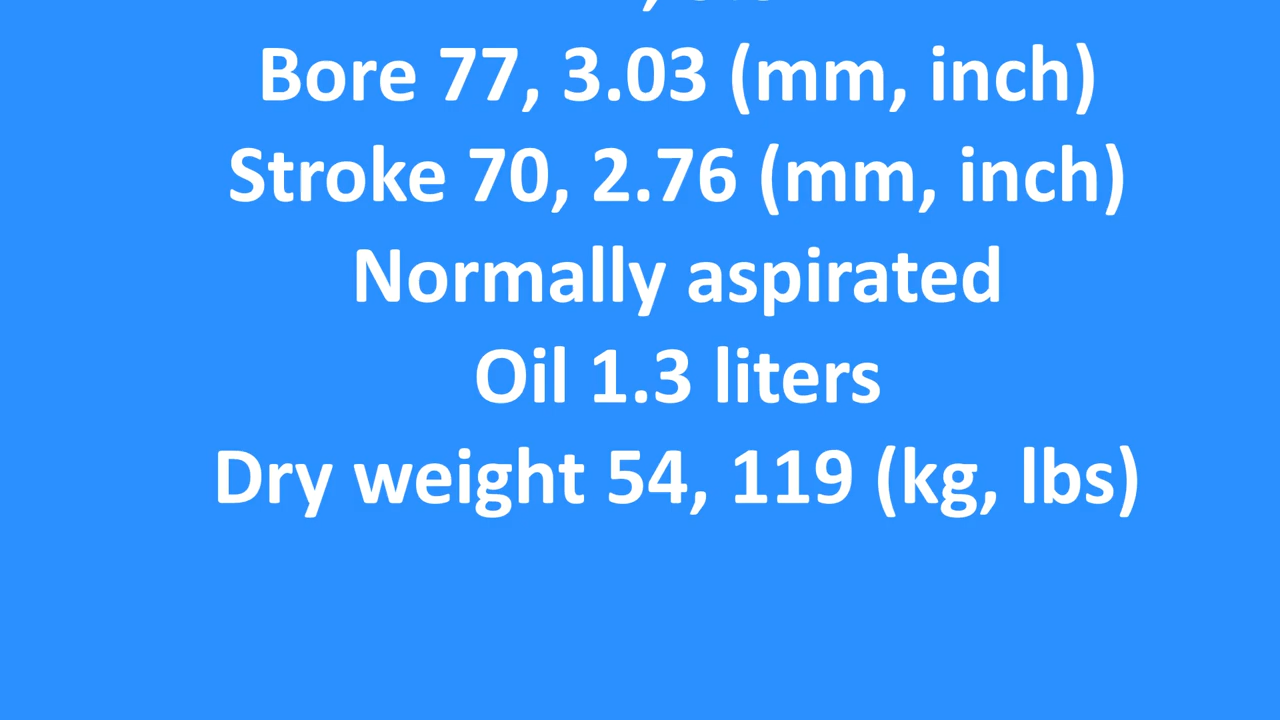 Bore 77, 3.03 (mm, inch)
Stroke 70, 2.76 (mm, inch)
Normally aspirated
Oil 1.3 liters
Dry weight 54, 119 (kg, lbs)